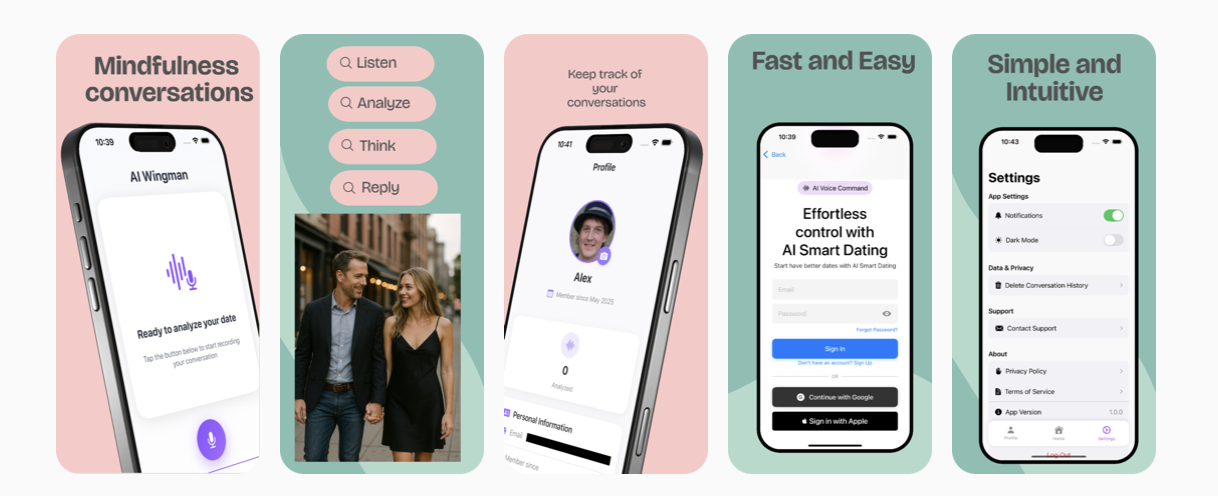 Mindfulness
conversations
10:39
AI Wingman
Ready to analyze your date
Tap the button below to start recording
your conversation
Listen
Analyze
Think
Reply
Keep track of
your
conversations
10:41
Profile
Alex
Member since May 2025
0
Analyzed
Personal Information
Email
Member since
Fast and Easy
10:39
Back
AI Voice Command
Effortless
control with
AI Smart Dating
Start have better dates with AI Smart Dating
Email
Password
Forgot Password?
Sign in
Don't have an account? Sign Up
OR
Continue with Google
Sign in with Apple
Simple and
Intuitive
10:43
Settings
App Settings
Notifications
Dark Mode
Data & Privacy
Delete Conversation History
Support
Contact Support
About
Privacy Policy
Terms of Service
App Version 1.0.0
Profile Home Settings
Log Out